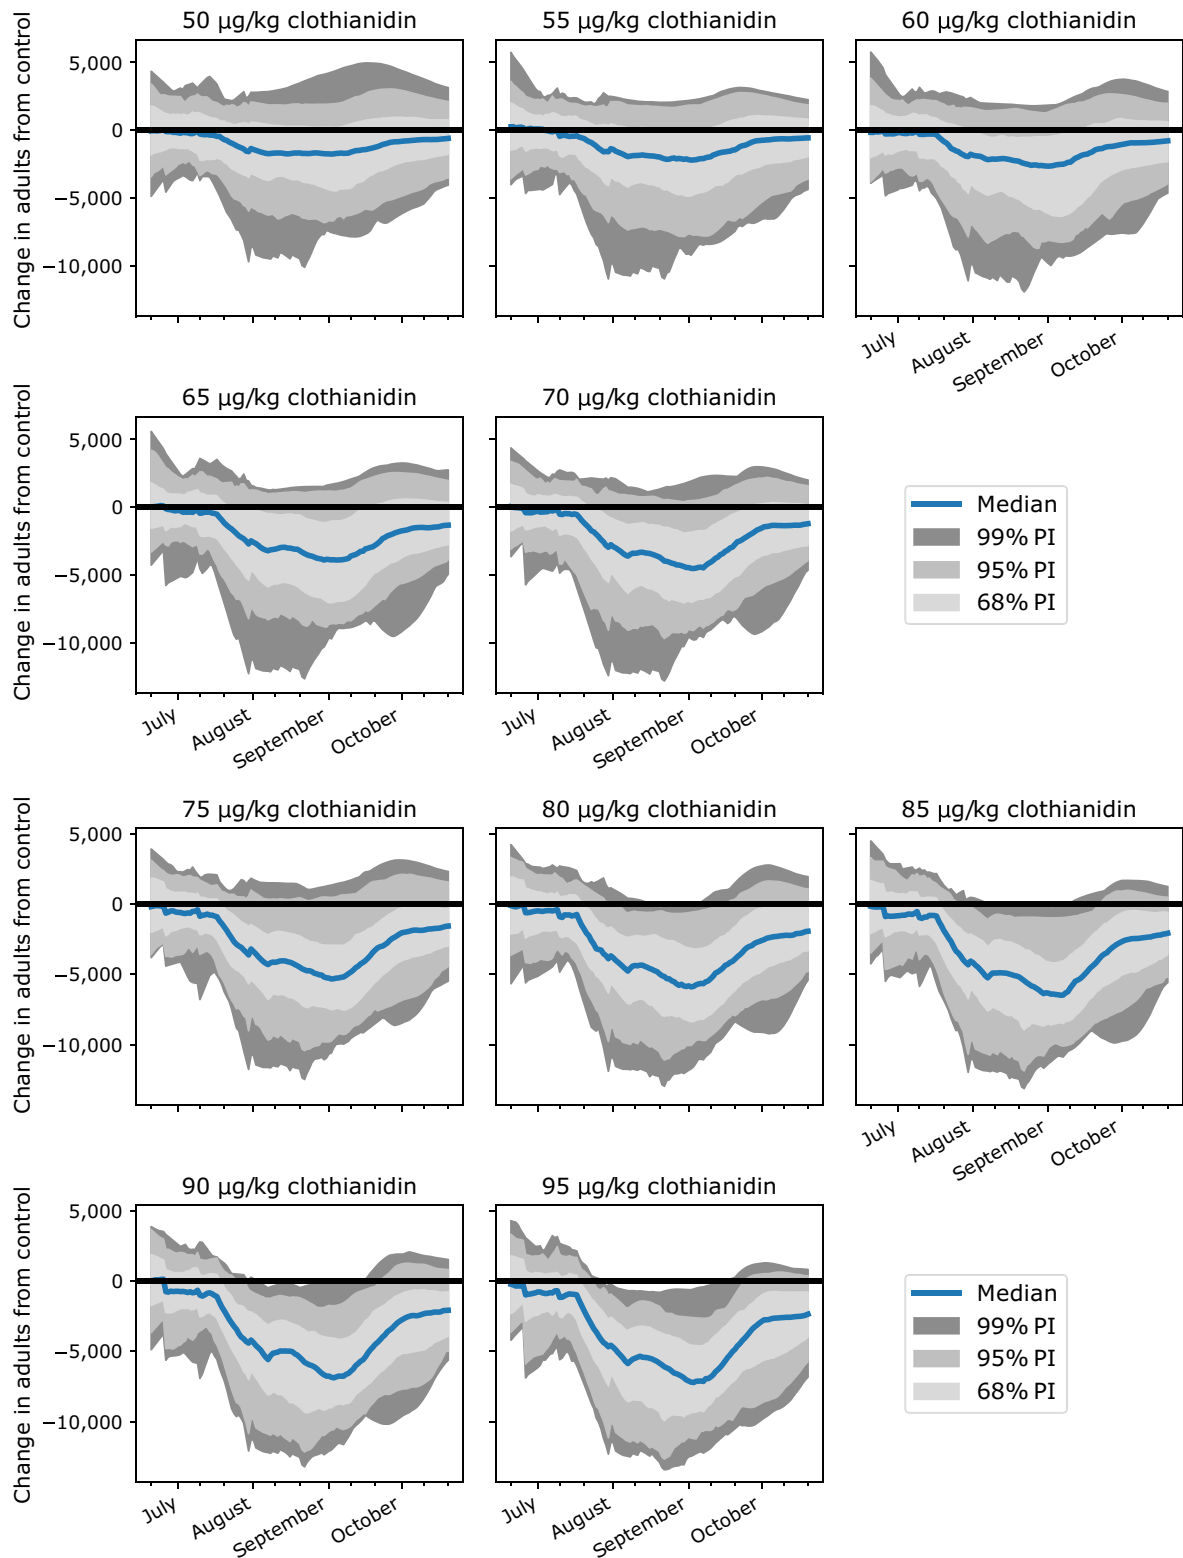 50 µg/kg clothianidin
55 µg/kg clothianidin
60 µg/kg clothianidin
Change in adults from control
5,000
0
−5,000
−10,000
July
August
September
October
65 µg/kg clothianidin
70 µg/kg clothianidin
Change in adults from control
5,000
0
−5,000
−10,000
July
August
September
October
July
August
September
October
Median
99% PI
95% PI
68% PI
75 µg/kg clothianidin
80 µg/kg clothianidin
85 µg/kg clothianidin
Change in adults from control
5,000
0
−5,000
−10,000
July
August
September
October
90 µg/kg clothianidin
95 µg/kg clothianidin
Change in adults from control
5,000
0
−5,000
−10,000
July
August
September
October
July
August
September
October
Median
99% PI
95% PI
68% PI